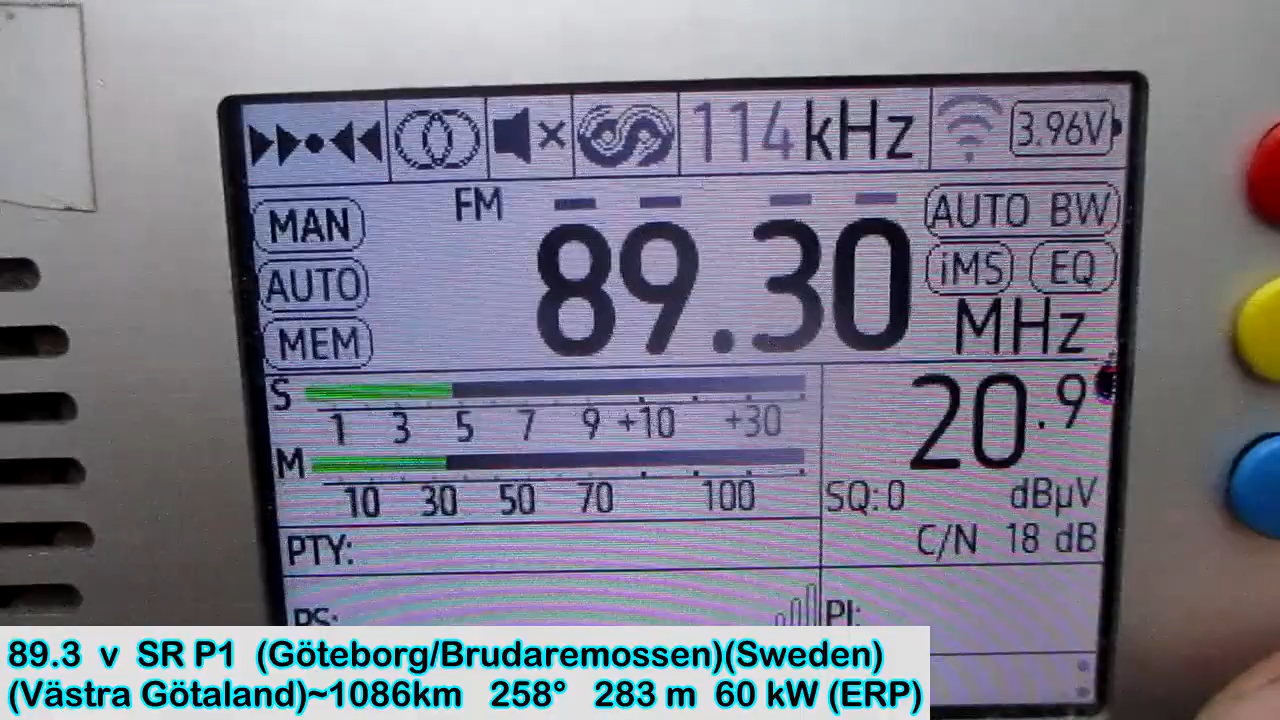 114kHz 3.96V
MAN FM AUTO BW
AUTO 89.30 iMS EQ
MEM MHz
S 1 3 5 7 9 +10 +30 20.9
M 10 30 50 70 100 SQ:0 dBµV
PTY: C/N 18 dB
PS: PI:
89.3 v SR P1 (Göteborg/Brudaremossen)(Sweden)
(Västra Götaland)~1086km 258° 283 m 60 kW (ERP)